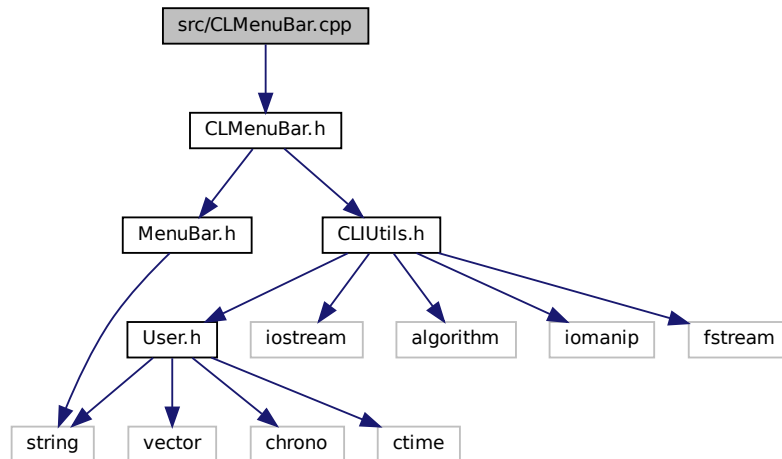 src/CLMenuBar.cpp
CLMenuBar.h
MenuBar.h
CLIUtils.h
User.h
iostream
algorithm
iomanip
fstream
string
vector
chrono
ctime